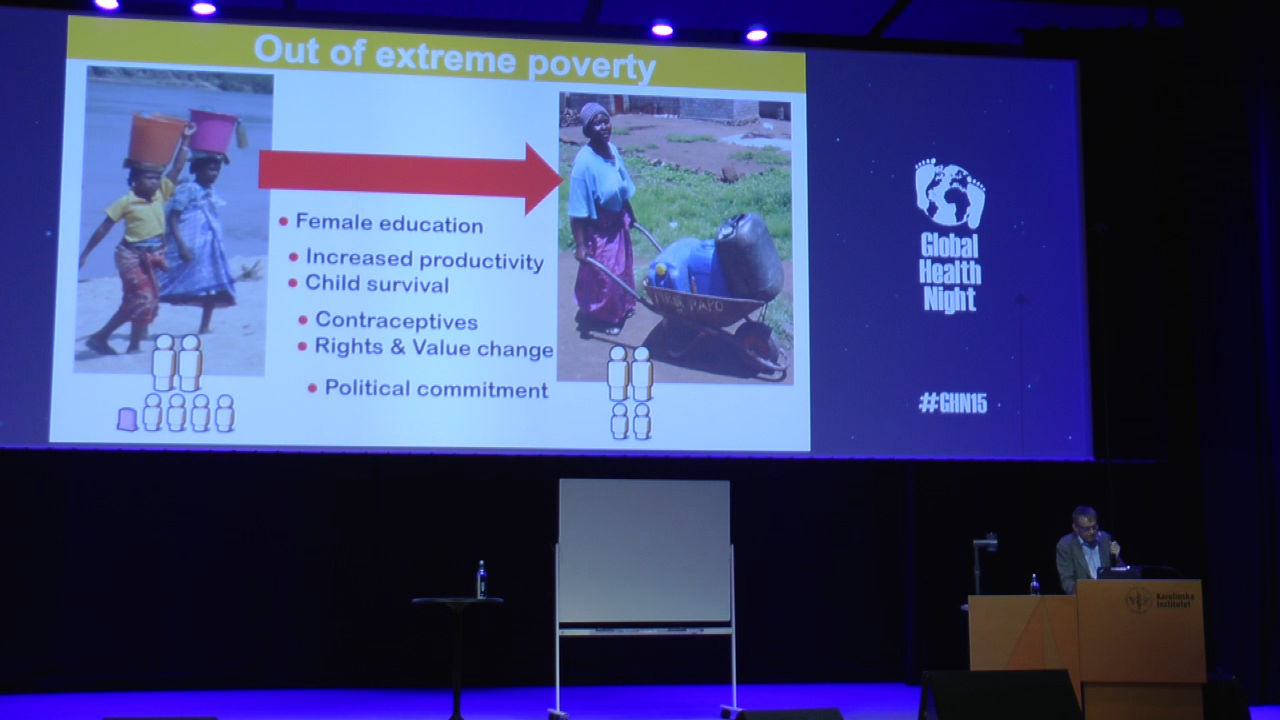 Out of extreme poverty
Female education
Increased productivity
Child survival
Contraceptives
Rights & Value change
Political commitment
Global
Health
Night
#GHN15
Karolinska
Institutet